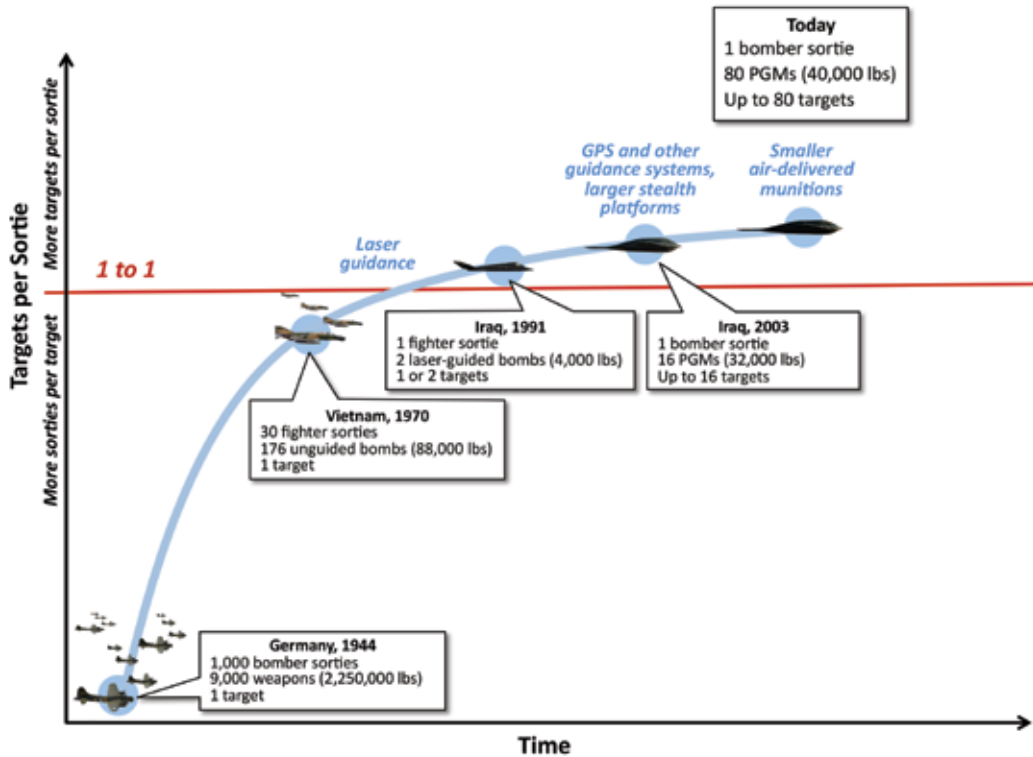 Today
1 bomber sortie
80 PGMs (40,000 lbs)
Up to 80 targets
More targets per sortie
GPS and other
guidance systems,
larger stealth
platforms
Smaller
air-delivered
munitions
Laser
guidance
1 to 1
Targets per Sortie
More sorties per target
Iraq, 1991
1 fighter sortie
2 laser-guided bombs (4,000 lbs)
1 or 2 targets
Iraq, 2003
1 bomber sortie
16 PGMs (32,000 lbs)
Up to 16 targets
Vietnam, 1970
30 fighter sorties
176 unguided bombs (88,000 lbs)
1 target
Germany, 1944
1,000 bomber sorties
9,000 weapons (2,250,000 lbs)
1 target
Time